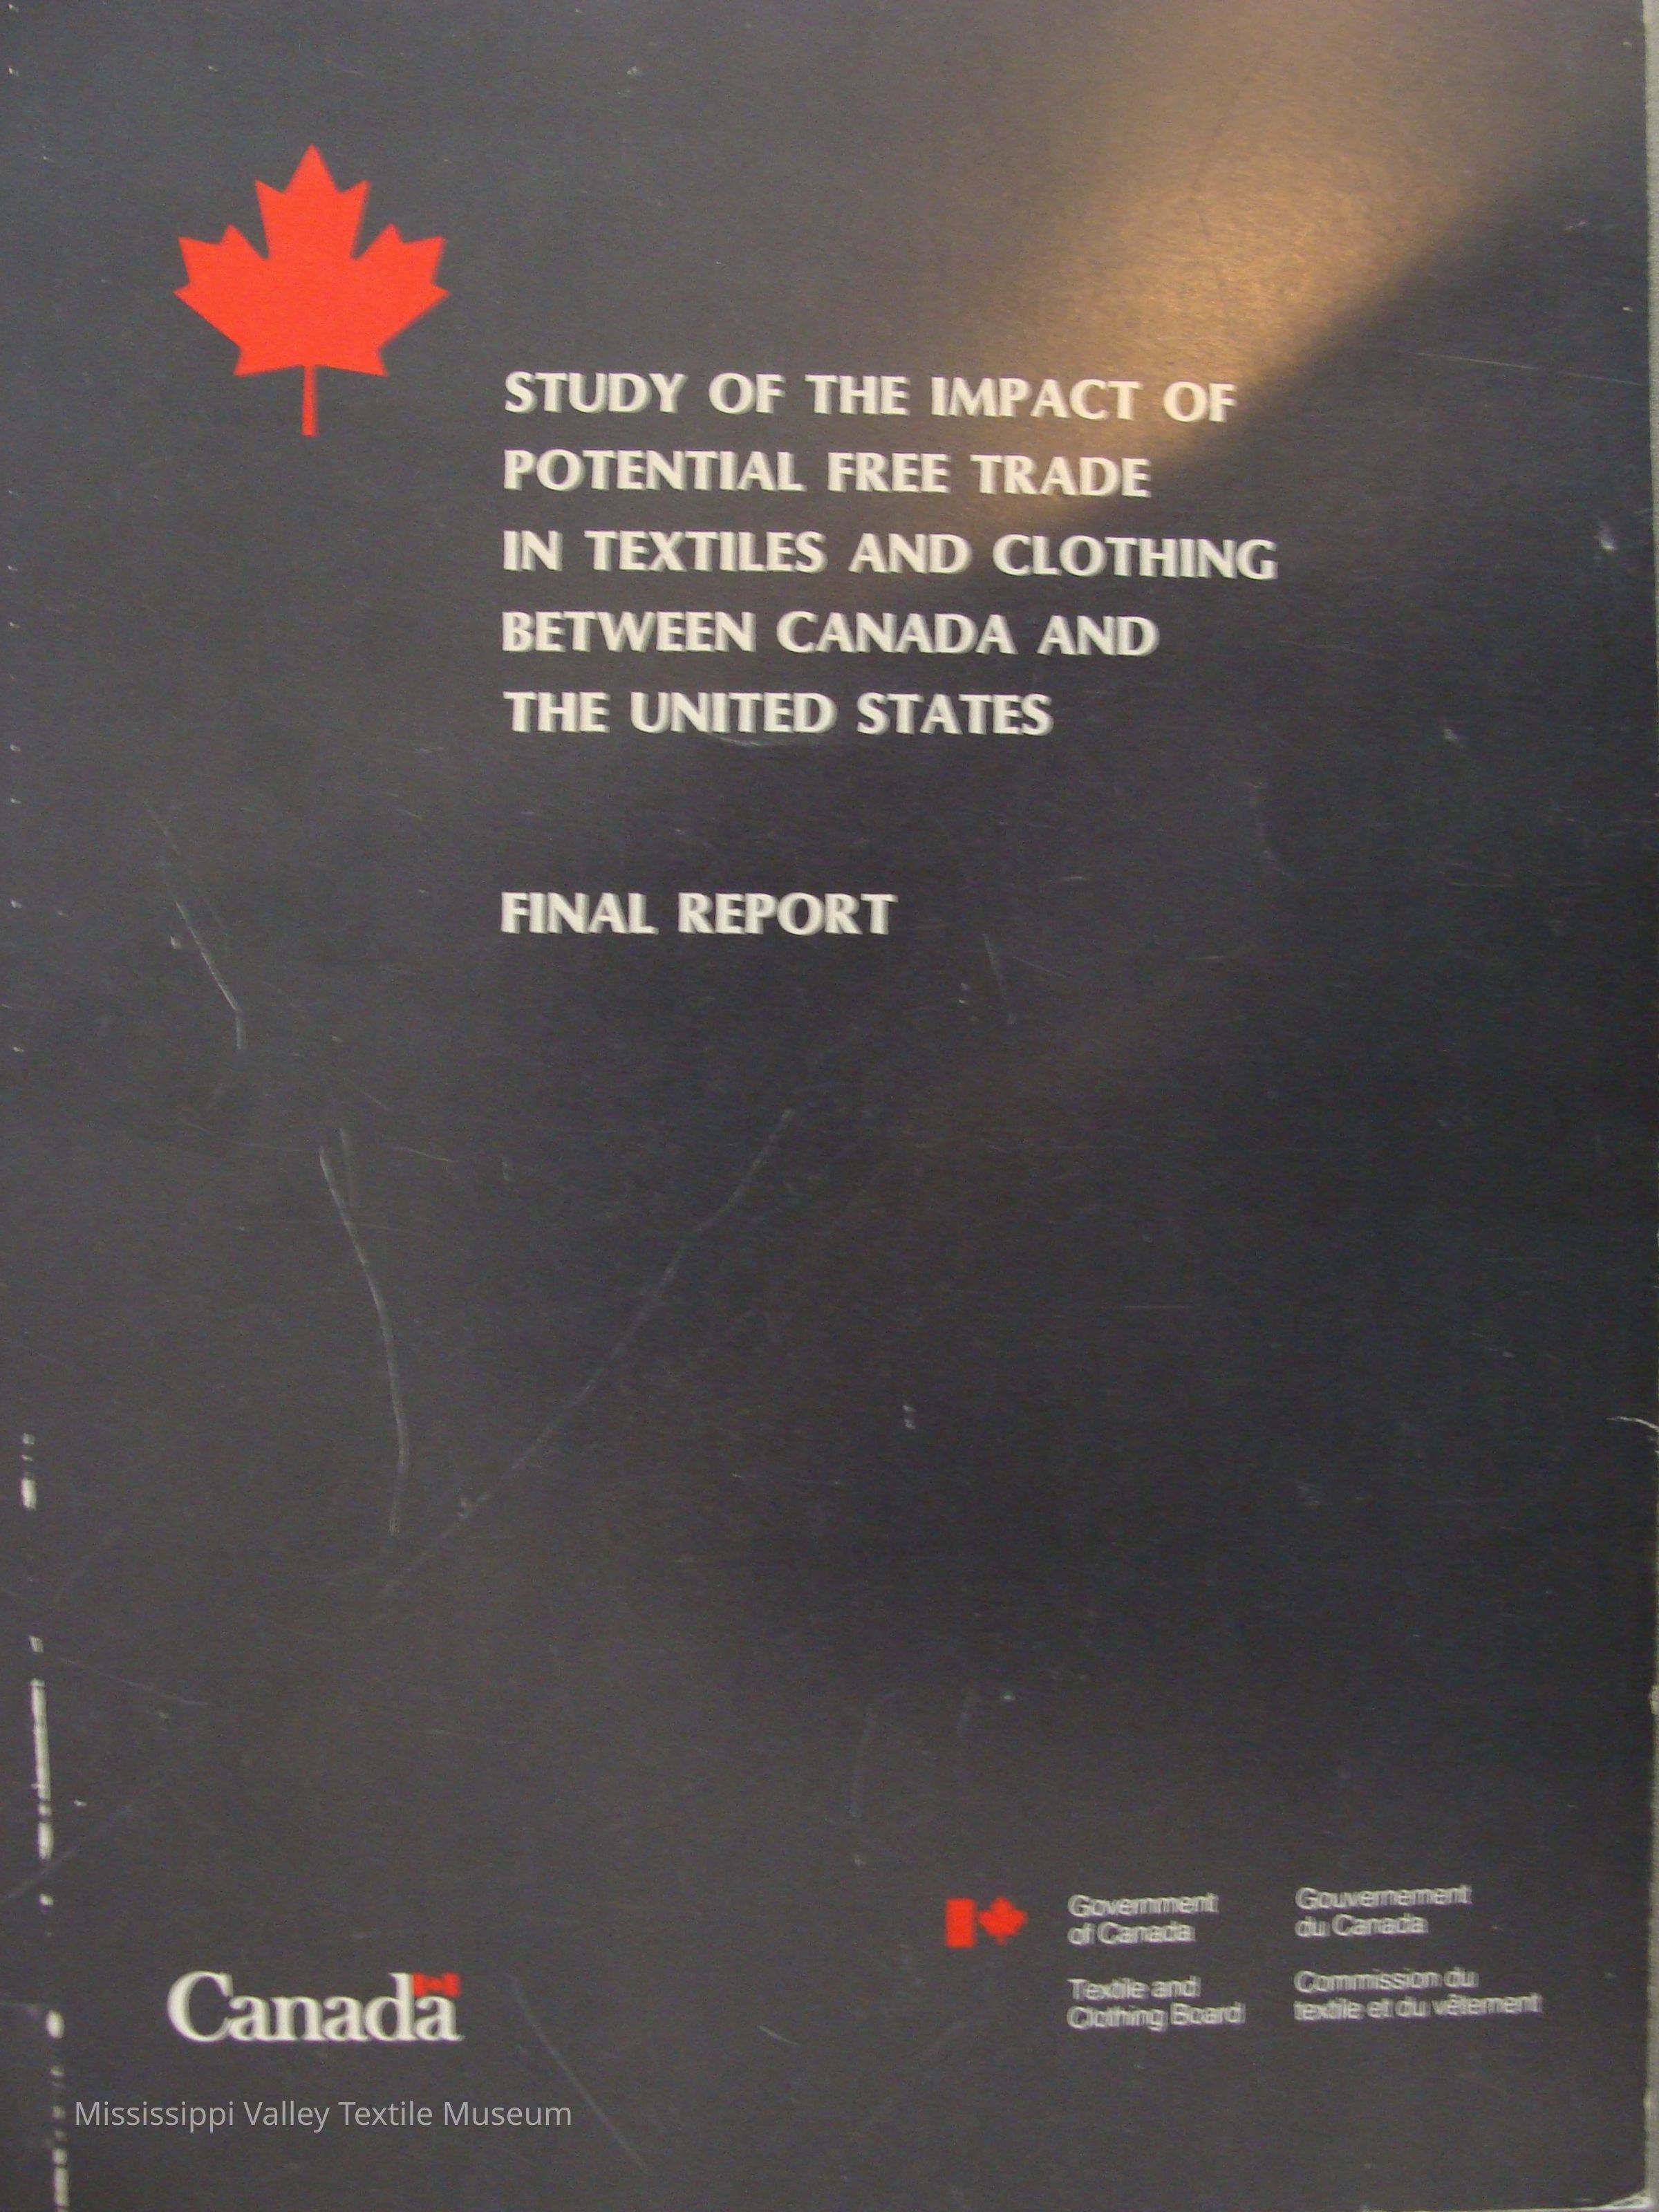 STUDY OF THE IMPACT OF
POTENTIAL FREE TRADE
IN TEXTILES AND CLOTHING
BETWEEN CANADA AND
THE UNITED STATES
FINAL REPORT
Government
of Canada
Textile and
Clothing Board
Gouvernement
du Canada
Commission du
textile et du vêtement
Canada
Mississippi Valley Textile Museum